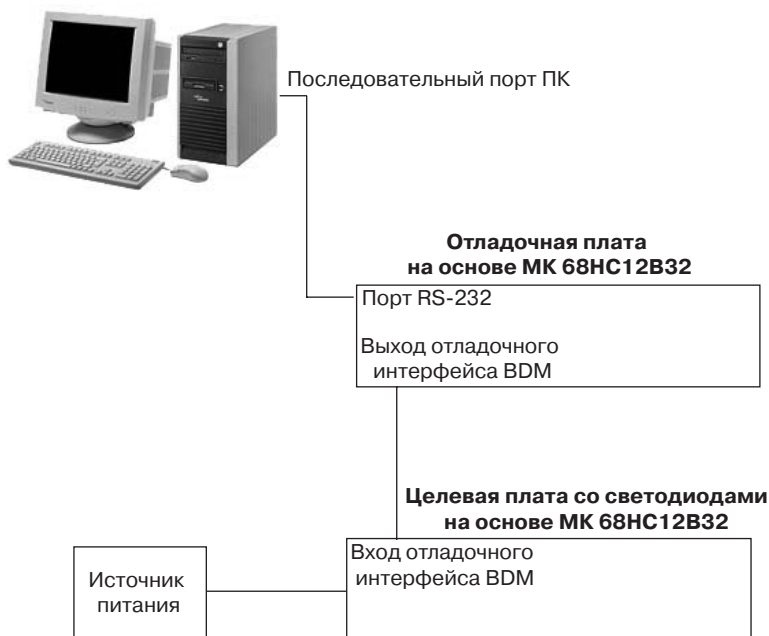 Последовательный порт ПК
Отладочная плата
на основе МК 68HC12B32
Порт RS-232
Выход отладочного
интерфейса BDM
Целевая плата со светодиодами
на основе МК 68HC12B32
Вход отладочного
интерфейса BDM
Источник
питания